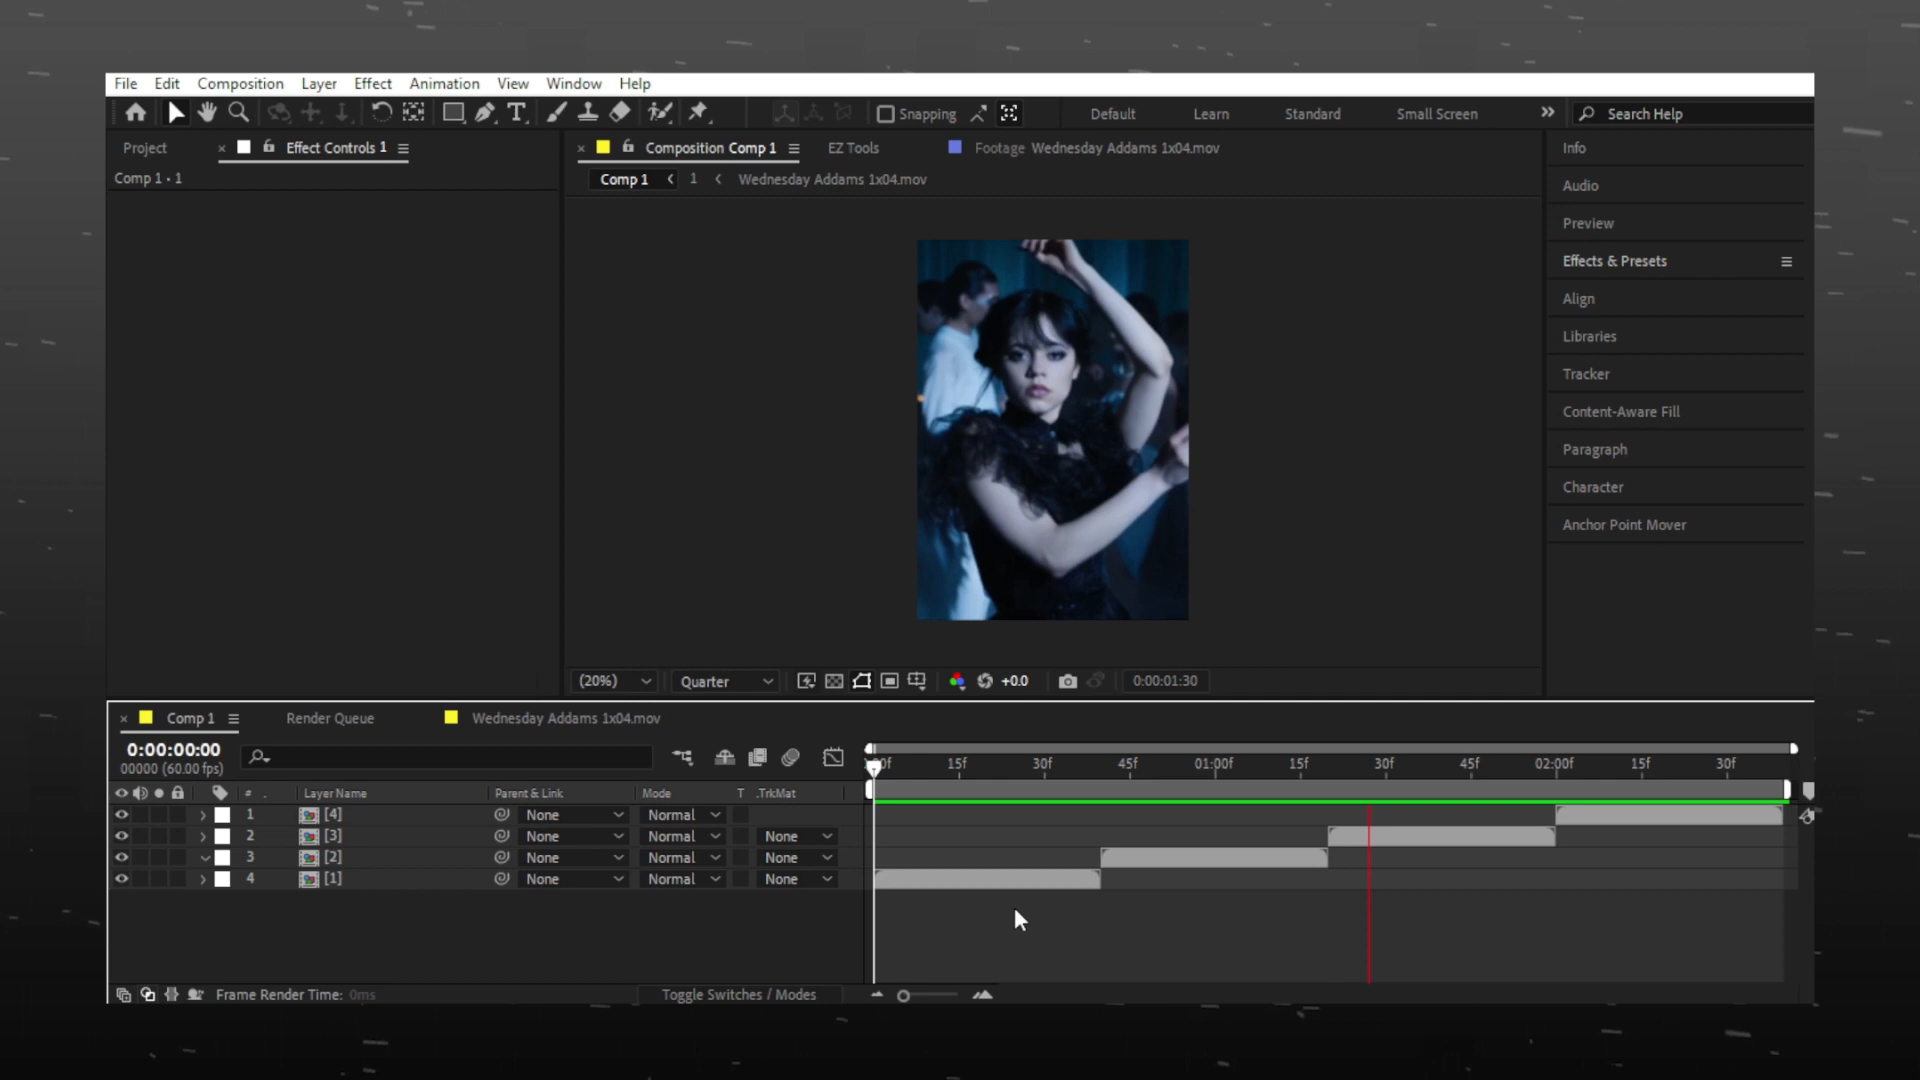 File Edit Composition Layer Effect Animation View Window Help
Snapping Default Learn Standard Small Screen Search Help
Project Effect Controls 1 Composition Comp 1 EZ Tools Footage Wednesday Addams 1x04.mov Info
Comp 1 • 1 Comp 1 1 Wednesday Addams 1x04.mov Audio
Preview
Effects & Presets
Align
Libraries
Tracker
Content-Aware Fill
Paragraph
Character
Anchor Point Mover
(20%) Quarter +0.0 0:00:01:30
Comp 1 Render Queue Wednesday Addams 1x04.mov
0:00:00:00
00000 (60.00 fps) 15f 30f 45f 01:00f 15f 30f 45f 02:00f 15f 30f
# . Layer Name Parent & Link Mode T .TrkMat
1 [4] None Normal
2 [3] None Normal None
3 [2] None Normal None
4 [1] None Normal None
Frame Render Time: 0ms Toggle Switches / Modes